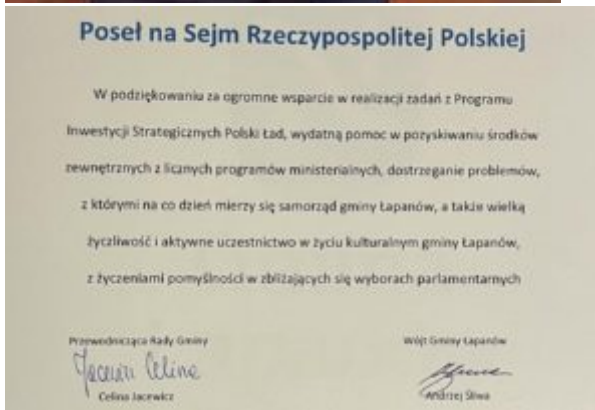 Poseł na Sejm Rzeczypospolitej Polskiej
W podziękowaniu za ogromne wsparcie w realizacji zadań z Programu
Inwestycji Strategicznych Polski Ład, wydatną pomoc w pozyskiwaniu środków
zewnętrznych z licznych programów ministerialnych, dostrzeganie problemów,
z którymi na co dzień mierzy się samorząd gminy Łapanów, a także wielką
życzliwość i aktywne uczestnictwo w życiu kulturalnym gminy Łapanów,
z życzeniami pomyślności w zbliżających się wyborach parlamentarnych
Przewodnicząca Rady Gminy
Wójt Gminy Łapanów
Jacewicz Celina
Celina Jacewicz
Andrzej Śliwa